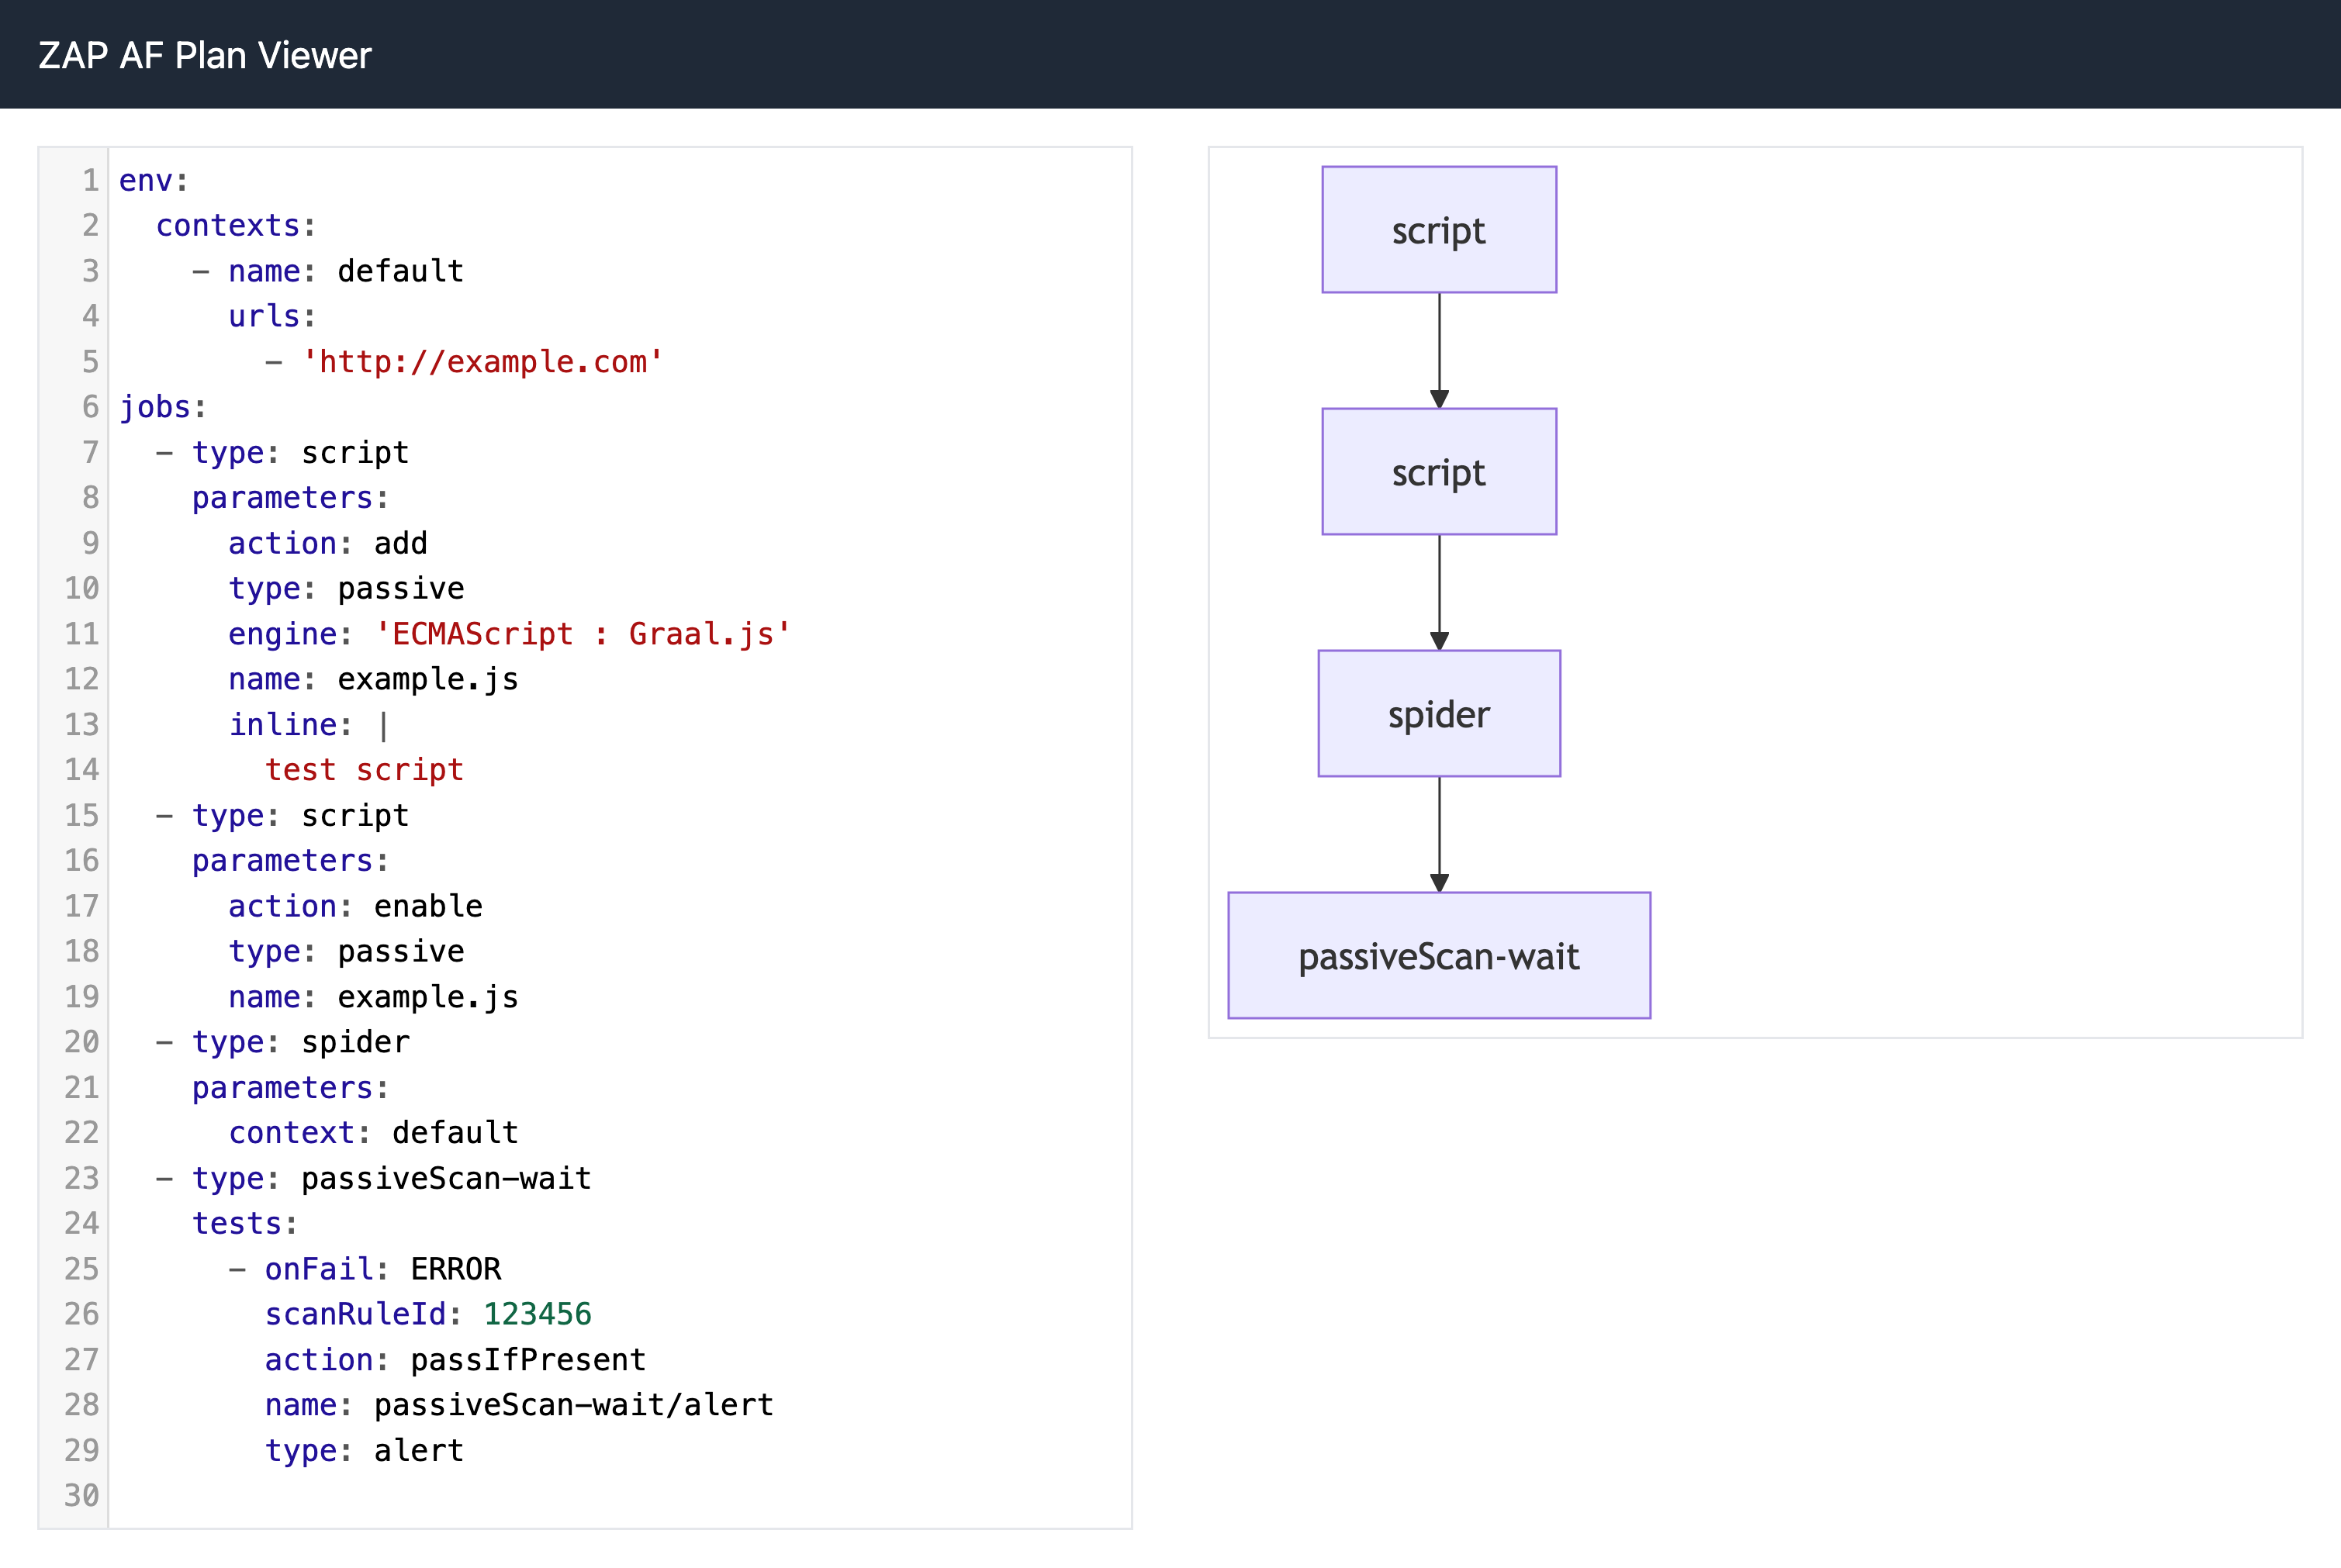 ZAP AF Plan Viewer
1 env:
2   contexts:
3     - name: default
4       urls:
5         - 'http://example.com'
6 jobs:
7   - type: script
8     parameters:
9       action: add
10       type: passive
11       engine: 'ECMAScript : Graal.js'
12       name: example.js
13       inline: |
14         test script
15   - type: script
16     parameters:
17       action: enable
18       type: passive
19       name: example.js
20   - type: spider
21     parameters:
22       context: default
23   - type: passiveScan-wait
24     tests:
25       - onFail: ERROR
26         scanRuleId: 123456
27         action: passIfPresent
28         name: passiveScan-wait/alert
29         type: alert
30
script
script
spider
passiveScan-wait